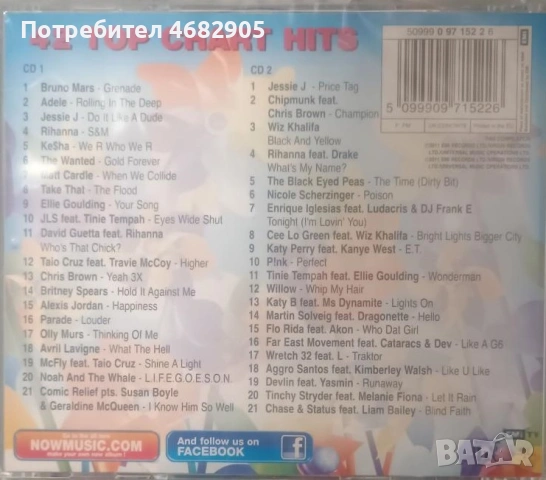 Потребител 4682905
42 TOP CHART HITS
50999 0 97 152 2 6
5 099909 715226
CD 1
1 Bruno Mars - Grenade
2 Adele - Rolling In The Deep
3 Jessie J - Do It Like A Dude
4 Rihanna - S&M
5 Ke$ha - We R Who We R
6 The Wanted - Gold Forever
7 Matt Cardle - When We Collide
8 Take That - The Flood
9 Ellie Goulding - Your Song
10 JLS feat. Tinie Tempah - Eyes Wide Shut
11 David Guetta feat. Rihanna
Who's That Chick?
12 Taio Cruz feat. Travie McCoy - Higher
13 Chris Brown - Yeah 3X
14 Britney Spears - Hold It Against Me
15 Alexis Jordan - Happiness
16 Parade - Louder
17 Olly Murs - Thinking Of Me
18 Avril Lavigne - What The Hell
19 McFly feat. Taio Cruz - Shine A Light
20 Noah And The Whale - L.I.F.E.G.O.E.S.O.N.
21 Comic Relief pts. Susan Boyle
& Geraldine McQueen - I Know Him So Well
CD 2
1 Jessie J - Price Tag
2 Chipmunk feat.
Chris Brown - Champion
3 Wiz Khalifa
Black And Yellow
4 Rihanna feat. Drake
What's My Name?
5 The Black Eyed Peas - The Time (Dirty Bit)
6 Nicole Scherzinger - Poison
7 Enrique Iglesias feat. Ludacris & DJ Frank E
Tonight (I'm Lovin' You)
8 Cee Lo Green feat. Wiz Khalifa - Bright Lights Bigger City
9 Katy Perry feat. Kanye West - E.T.
10 P!nk - Perfect
11 Tinie Tempah feat. Ellie Goulding - Wonderman
12 Willow - Whip My Hair
13 Katy B feat. Ms Dynamite - Lights On
14 Martin Solveig feat. Dragonette - Hello
15 Flo Rida feat. Akon - Who Dat Girl
16 Far East Movement feat. Cataracs & Dev - Like A G6
17 Wretch 32 feat. L - Traktor
18 Aggro Santos feat. Kimberley Walsh - Like U Like
19 Devlin feat. Yasmin - Runaway
20 Tinchy Stryder feat. Melanie Fiona - Let It Rain
21 Chase & Status feat. Liam Bailey - Blind Faith
NOWMUSIC.COM
make your own new album !
And follow us on
FACEBOOK
f
BAZAR